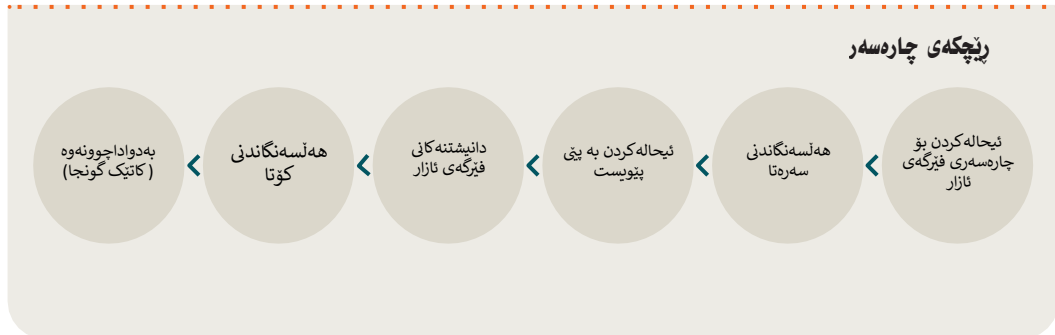 ڕێچکەی چارەسەر
ئیحالەکردن بۆ
چارەسەری فێرگەی
ئازار
هەڵسەنگاندنی
سەرەتا
ئیحالەکردن بە پێی
پێویست
دانیشتنەکانی
فێرگەی ئازار
هەڵسەنگاندنی
کۆتا
بەدواداچوونەوە
( کاتێک گونجا)